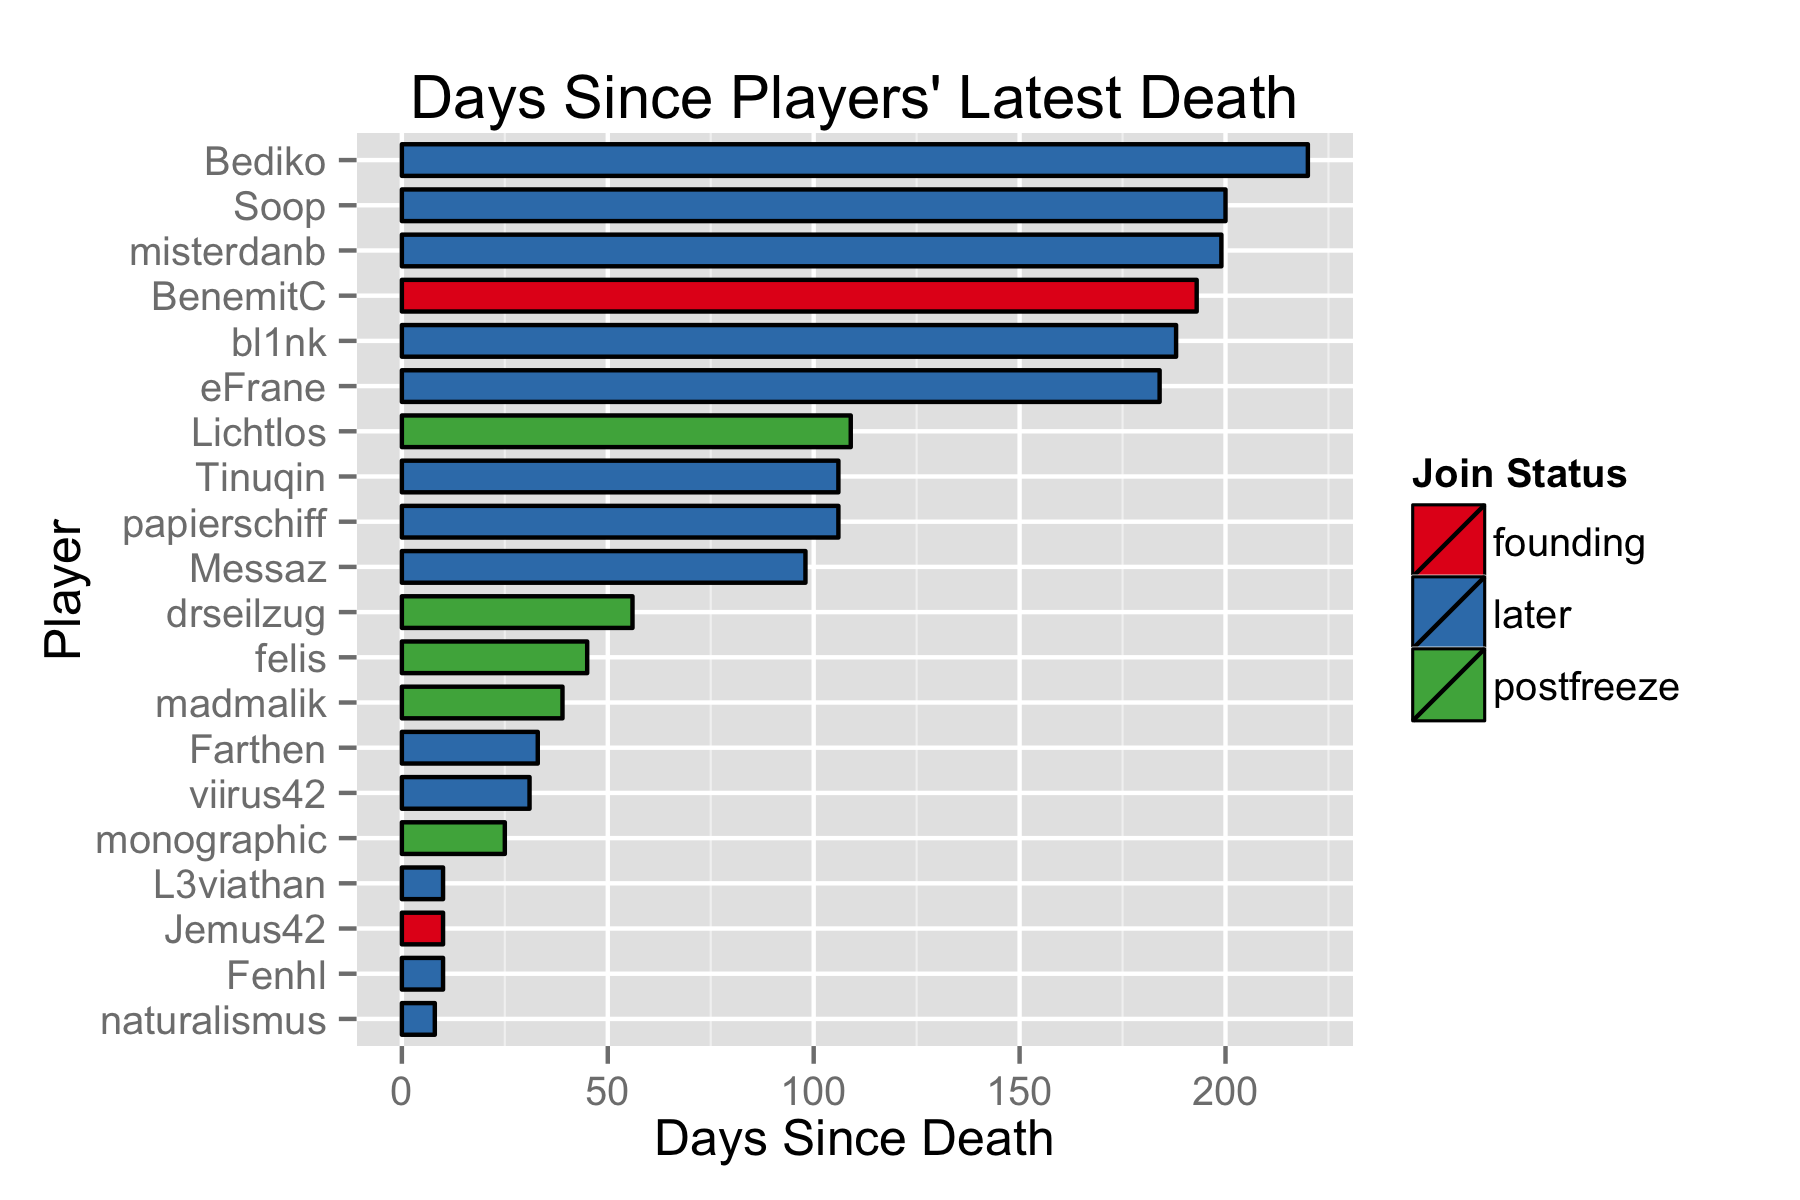 Days Since Players' Latest Death
Bediko
Soop
misterdanb
BenemitC
bl1nk
eFrane
Lichtlos
Tinuqin
papierschiff
Messaz
drseilzug
felis
madmalik
Farthen
viirus42
monographic
L3viathan
Jemus42
Fenhl
naturalismus
Player
0 50 100 150 200
Days Since Death
Join Status
founding
later
postfreeze